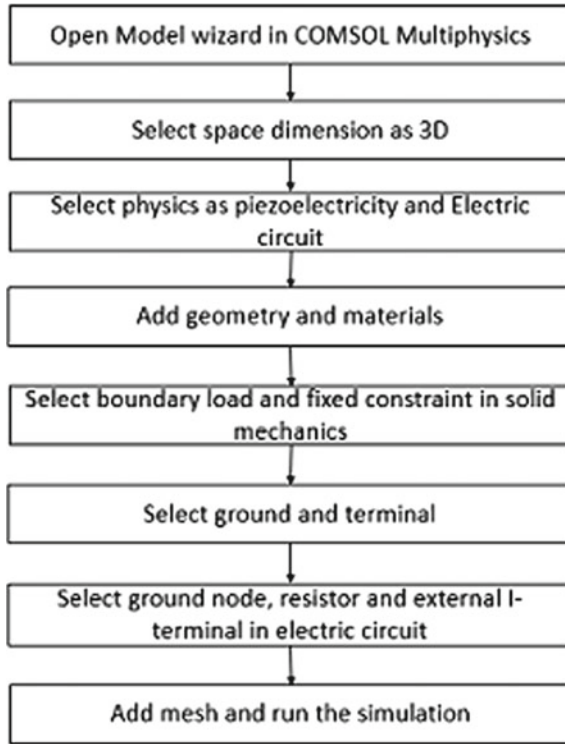 Open Model wizard in COMSOL Multiphysics
Select space dimension as 3D
Select physics as piezoelectricity and Electric
circuit
Add geometry and materials
Select boundary load and fixed constraint in solid
mechanics
Select ground and terminal
Select ground node, resistor and external I-
terminal in electric circuit
Add mesh and run the simulation